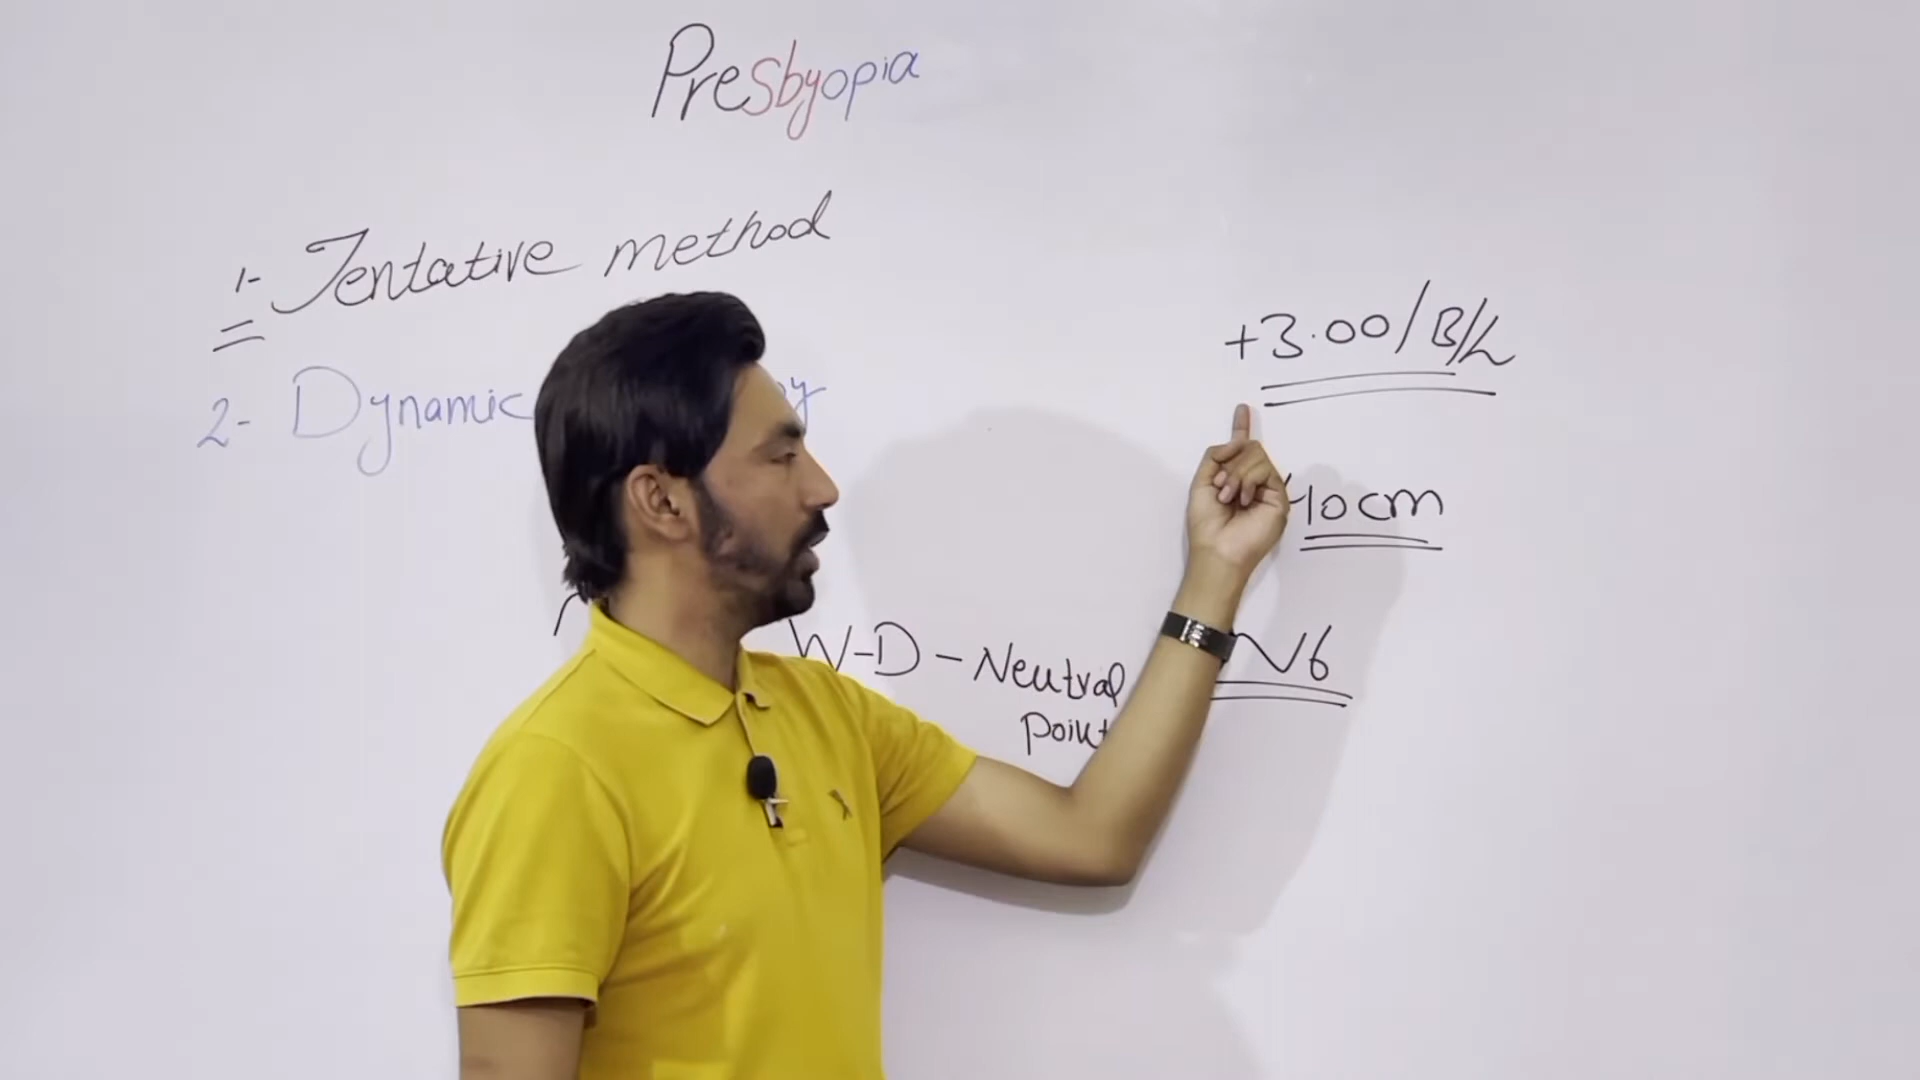 Presbyopia
1- Tentative method
2- Dynamic
+3.00/B/L
40cm
W-D-Neutral
point
N6